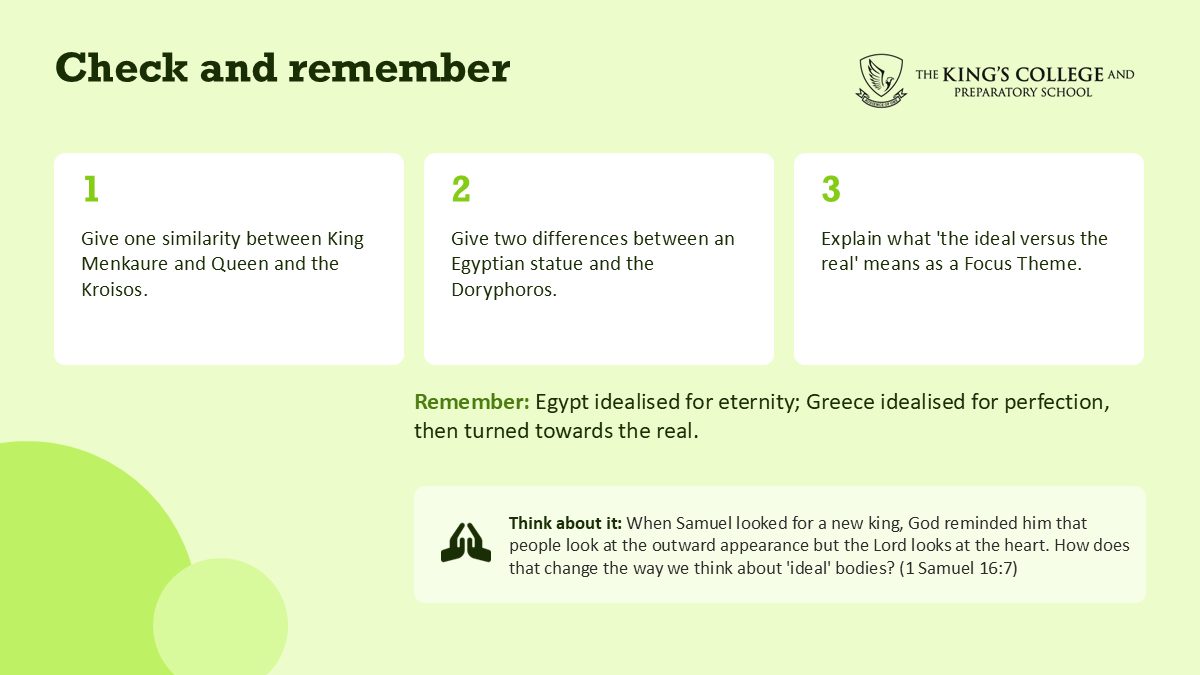 Check and remember
THE KING'S COLLEGE AND
PREPARATORY SCHOOL
1
Give one similarity between King
Menkaure and Queen and the
Kroisos.
2
Give two differences between an
Egyptian statue and the
Doryphoros.
3
Explain what 'the ideal versus the
real' means as a Focus Theme.
Remember: Egypt idealised for eternity; Greece idealised for perfection,
then turned towards the real.
Think about it: When Samuel looked for a new king, God reminded him that
people look at the outward appearance but the Lord looks at the heart. How does
that change the way we think about 'ideal' bodies? (1 Samuel 16:7)